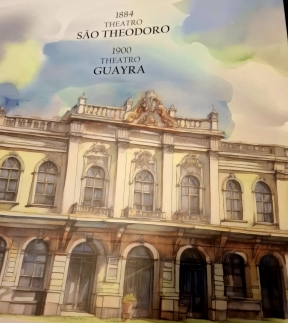 1884
THEATRO
SÃO THEODORO
1900
THEATRO
GUAYRA